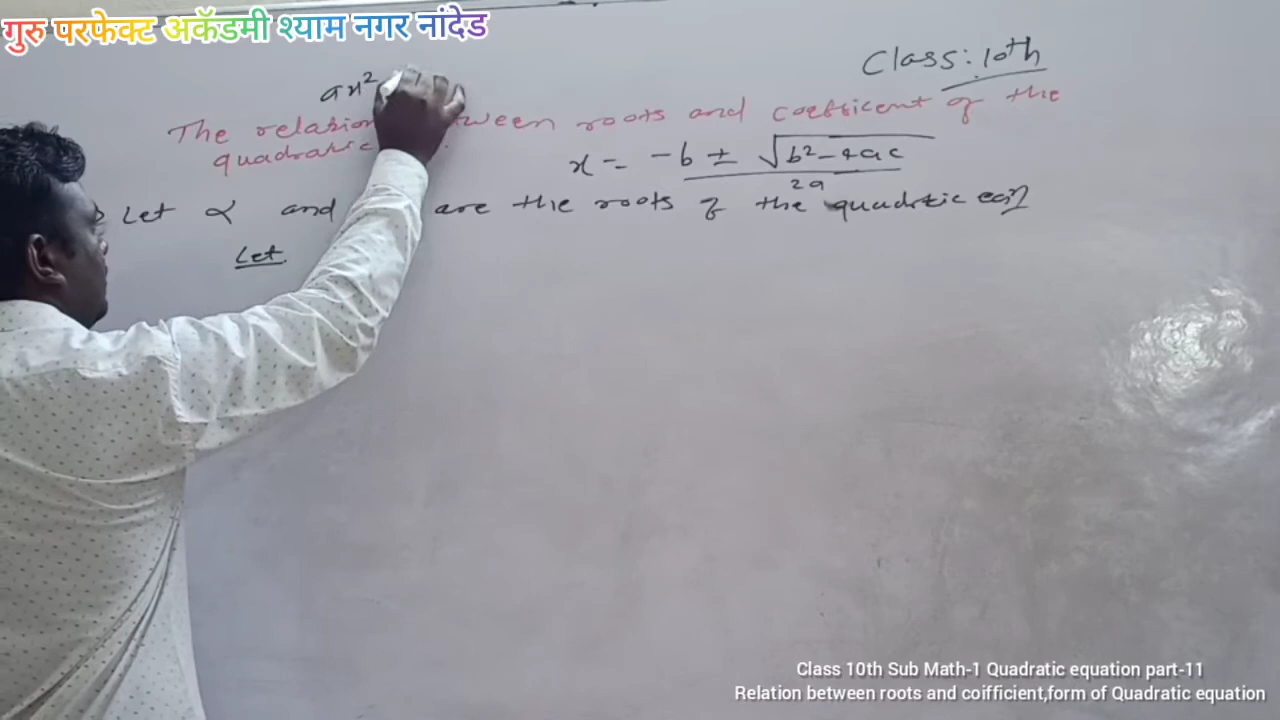 गुरु परफेक्ट अकॅडमी श्याम नगर नांदेड
Class: 10th
ax²
The relation between roots and coefficent of the
quadratic
x = -b ± √b²-4ac
2a
Let α and are the roots of the quadratic eqn
Let.
Class 10th Sub Math-1 Quadratic equation part-11
Relation between roots and coifficient,form of Quadratic equation